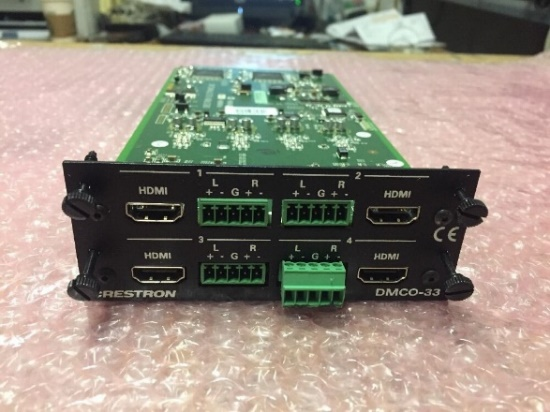 1 2
HDMI L R L R HDMI
+ - G + - + - G + -
3 4
HDMI L R L R HDMI
+ - G + - + - G + -
CE
CRESTRON DMCO-33